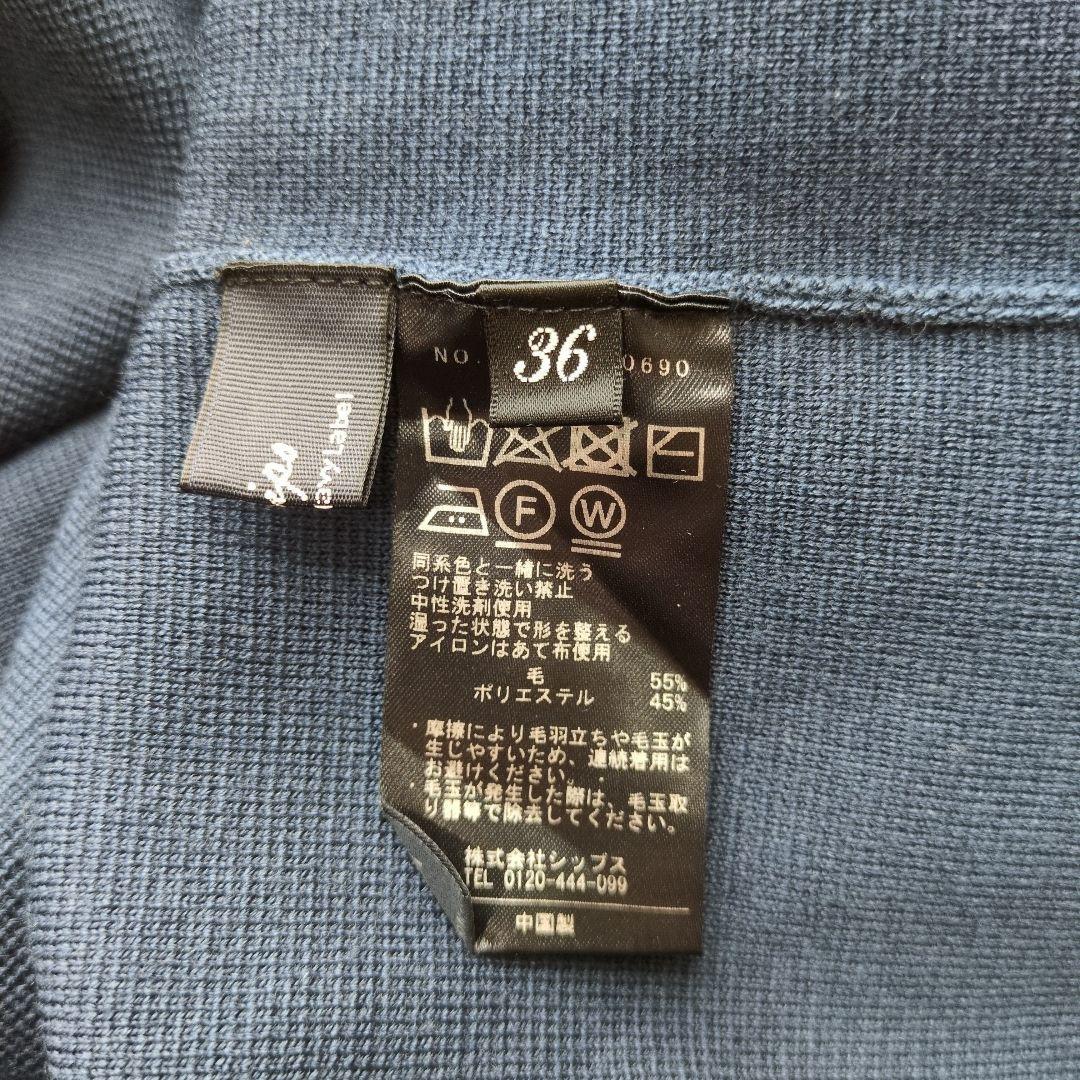 36
NO.
0690
F
W
同系色と一緒に洗う
つけ置き洗い禁止
中性洗剤使用
湿った状態で形を整える
アイロンはあて布使用
毛 55%
ポリエステル 45%
・摩擦により毛羽立ちや毛玉が
生じやすいため、連続着用は
お避けください。
・毛玉が発生した際は、毛玉取
り器等で除去してください。
株式会社シップス
TEL 0120-444-099
中国製